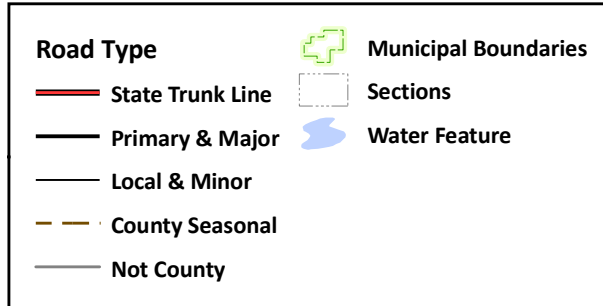 Road Type
State Trunk Line
Primary & Major
Local & Minor
County Seasonal
Not County
Municipal Boundaries
Sections
Water Feature